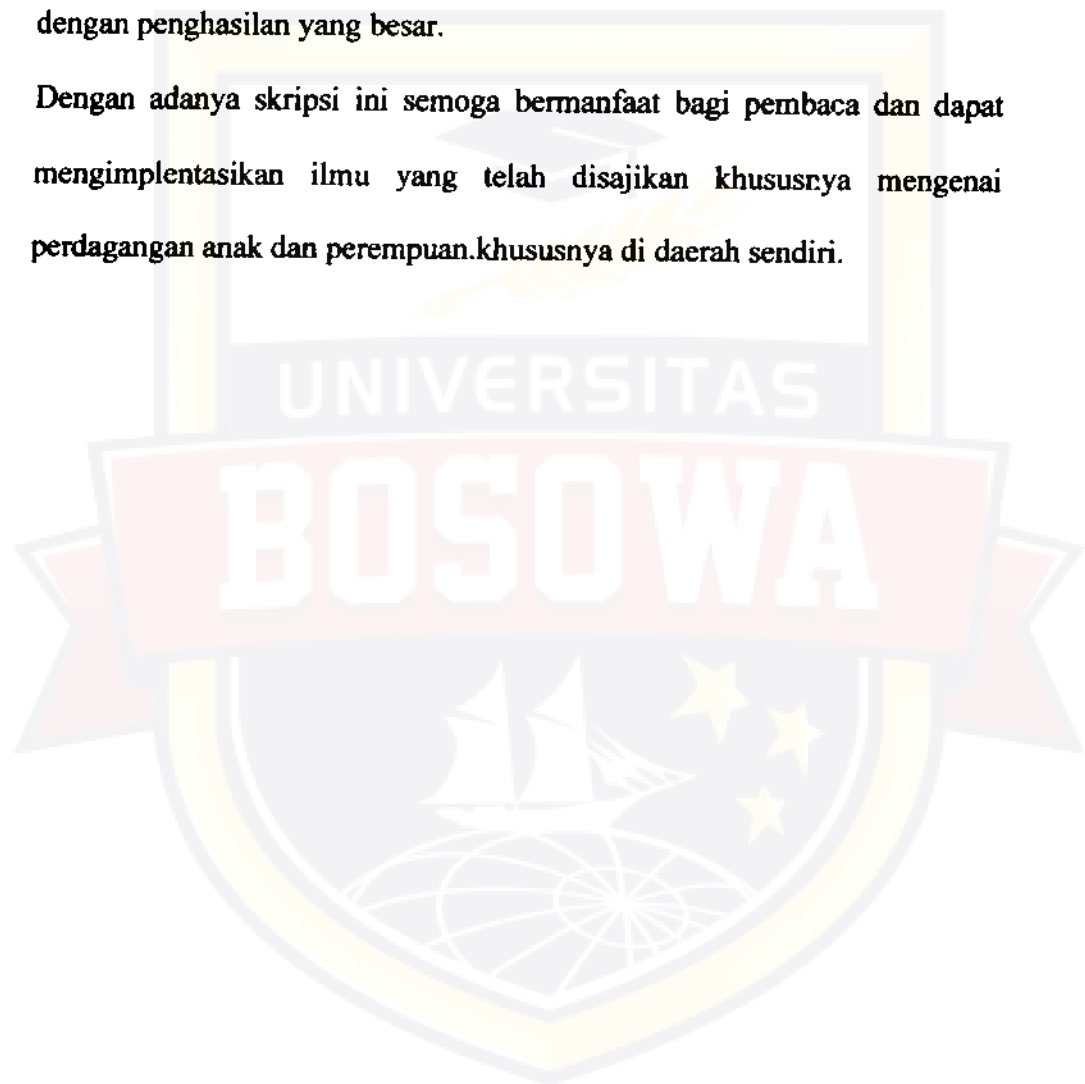 dengan penghasilan yang besar.
Dengan adanya skripsi ini semoga bermanfaat bagi pembaca dan dapat
mengimplentasikan ilmu yang telah disajikan khususnya mengenai
perdagangan anak dan perempuan.khususnya di daerah sendiri.
UNIVERSITAS
BOSOWA